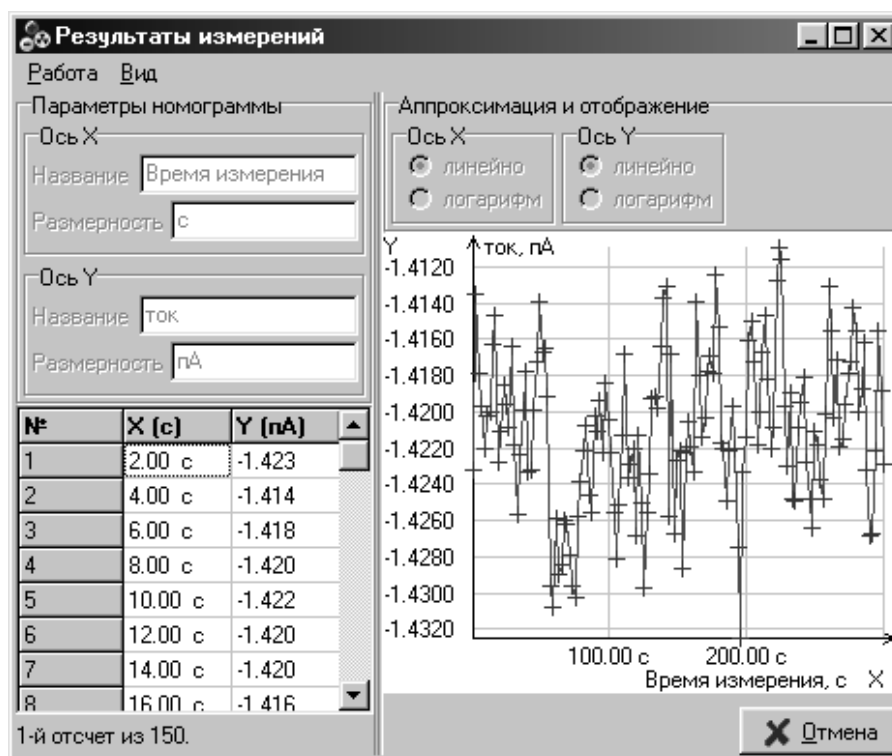 Результаты измерений
Работа Вид
Параметры номограммы
Ось X
Название Время измерения
Размерность с
Ось Y
Название ток
Размерность пА
№ X (с) Y (пА)
1 2.00 с -1.423
2 4.00 с -1.414
3 6.00 с -1.418
4 8.00 с -1.420
5 10.00 с -1.422
6 12.00 с -1.420
7 14.00 с -1.420
8 16.00 с -1.416
1-й отсчет из 150.
Аппроксимация и отображение
Ось X Ось Y
линейно линейно
логарифм логарифм
Y ток, пА
-1.4120
-1.4140
-1.4160
-1.4180
-1.4200
-1.4220
-1.4240
-1.4260
-1.4280
-1.4300
-1.4320
100.00 с 200.00 с
Время измерения, с X
Отмена